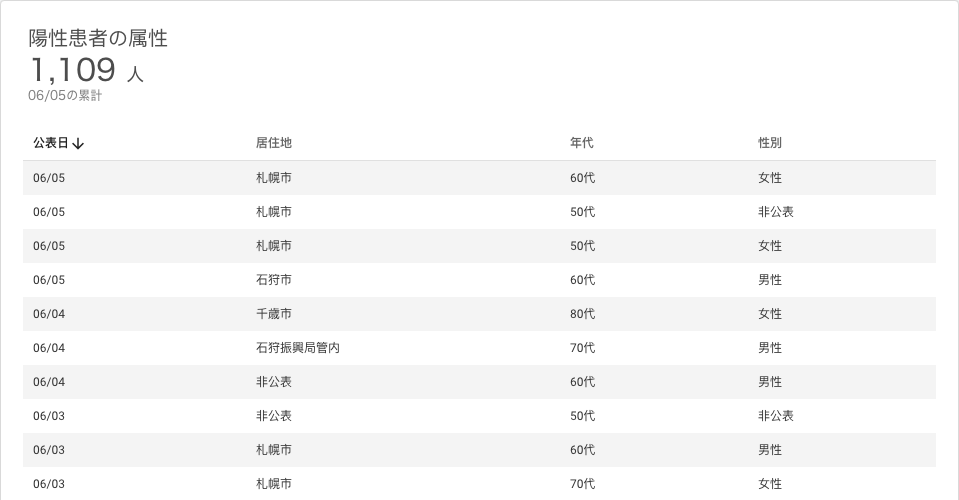 陽性患者の属性
1,109 人
06/05の累計
公表日↓ 居住地 年代 性別
06/05 札幌市 60代 女性
06/05 札幌市 50代 非公表
06/05 札幌市 50代 女性
06/05 石狩市 60代 男性
06/04 千歳市 80代 女性
06/04 石狩振興局管内 70代 男性
06/04 非公表 60代 男性
06/03 非公表 50代 非公表
06/03 札幌市 60代 男性
06/03 札幌市 70代 女性